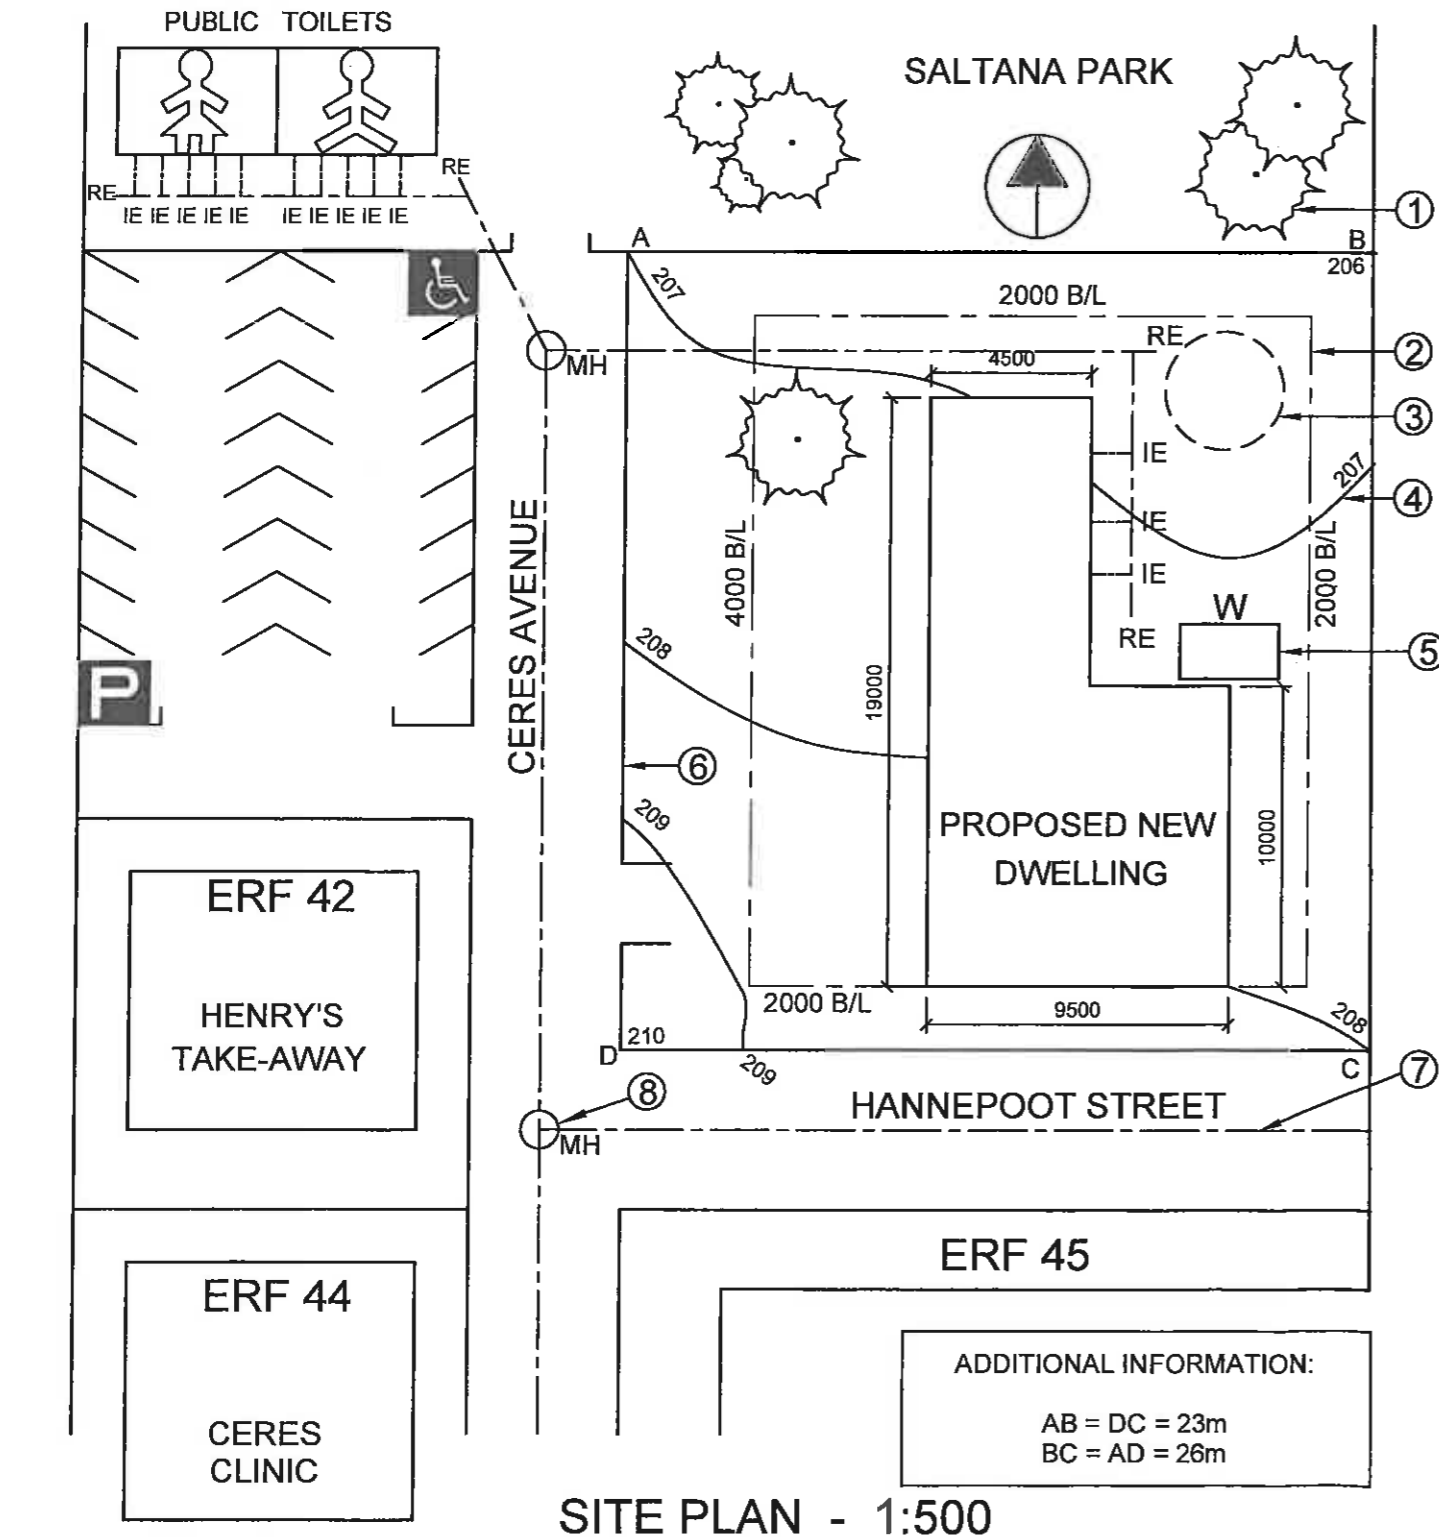 PUBLIC TOILETS
SALTANA PARK
RE
RE
IE IE IE IE IE IE IE IE IE IE
1
A
B
206
207
2000 B/L
RE
2
MH
4500
3
IE
207
4
IE
4000 B/L
2000 B/L
IE
CERES AVENUE
W
RE
208
5
P
19000
6
209
PROPOSED NEW
DWELLING
10000
ERF 42
HENRY'S
TAKE-AWAY
2000 B/L
9500
208
210
D
209
C
7
8
HANNEPOOT STREET
MH
ERF 45
ERF 44
CERES
CLINIC
ADDITIONAL INFORMATION:
AB = DC = 23m
BC = AD = 26m
SITE PLAN - 1:500